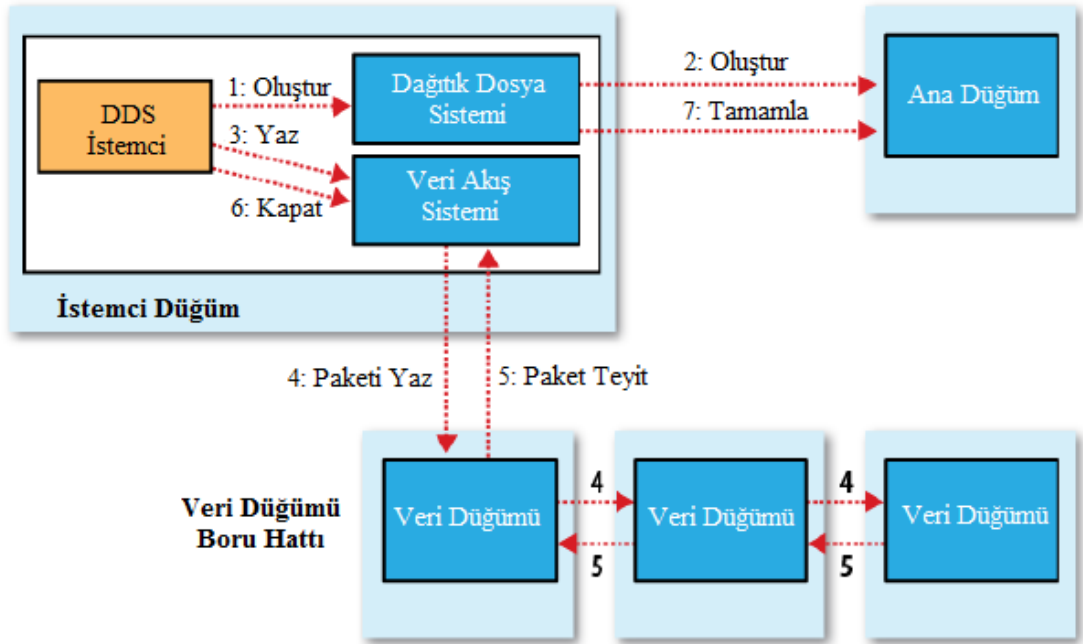 DDS
İstemci
1: Oluştur
Dağıtık Dosya
Sistemi
2: Oluştur
7: Tamamla
Ana Düğüm
3: Yaz
6: Kapat
Veri Akış
Sistemi
İstemci Düğüm
4: Paketi Yaz
5: Paket Teyit
Veri Düğümü
Boru Hattı
Veri Düğümü
4
5
Veri Düğümü
4
5
Veri Düğümü